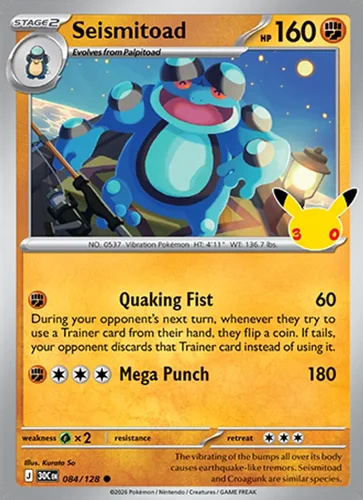 STAGE2
Seismitoad
HP 160
Evolves from Palpitoad
30
NO. 0537 Vibration Pokémon HT: 4'11" WT: 136.7 lbs.
Quaking Fist 60
During your opponent's next turn, whenever they try to
use a Trainer card from their hand, they flip a coin. If tails,
your opponent discards that Trainer card instead of using it.
Mega Punch 180
weakness ×2 resistance retreat
Illus. Kurata So
J 30C EN 084/128
The vibrating of the bumps all over its body
causes earthquake-like tremors. Seismitoad
and Croagunk are similar species.
©2026 Pokémon / Nintendo / Creatures / GAME FREAK